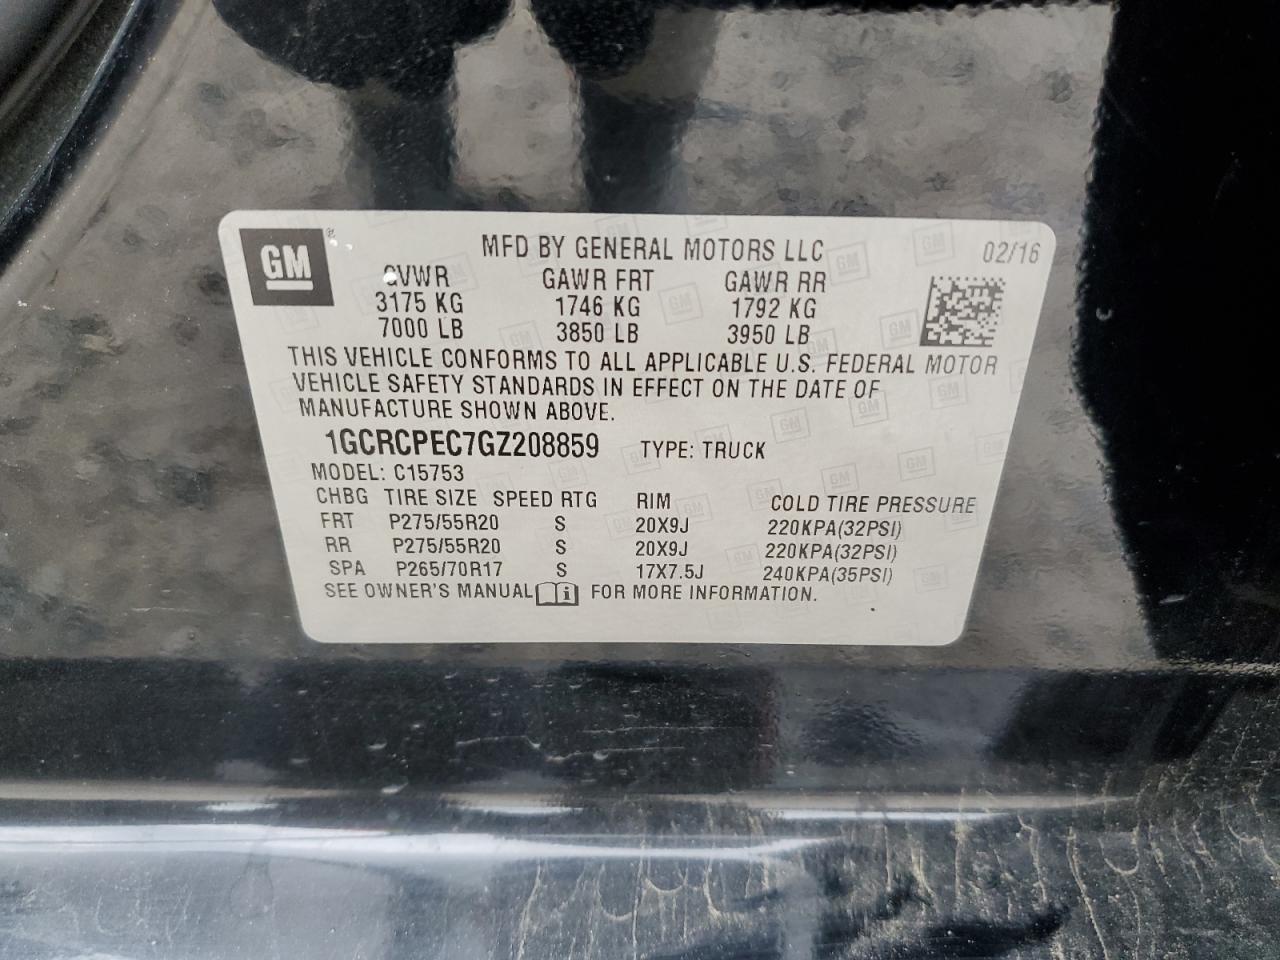 GM ®
MFD BY GENERAL MOTORS LLC 02/16
GVWR GAWR FRT GAWR RR
3175 KG 1746 KG 1792 KG
7000 LB 3850 LB 3950 LB
THIS VEHICLE CONFORMS TO ALL APPLICABLE U.S. FEDERAL MOTOR
VEHICLE SAFETY STANDARDS IN EFFECT ON THE DATE OF
MANUFACTURE SHOWN ABOVE.
1GCRCPEC7GZ208859 TYPE: TRUCK
MODEL: C15753
CHBG TIRE SIZE SPEED RTG RIM COLD TIRE PRESSURE
FRT P275/55R20 S 20X9J 220KPA(32PSI)
RR P275/55R20 S 20X9J 220KPA(32PSI)
SPA P265/70R17 S 17X7.5J 240KPA(35PSI)
SEE OWNER'S MANUAL i FOR MORE INFORMATION.